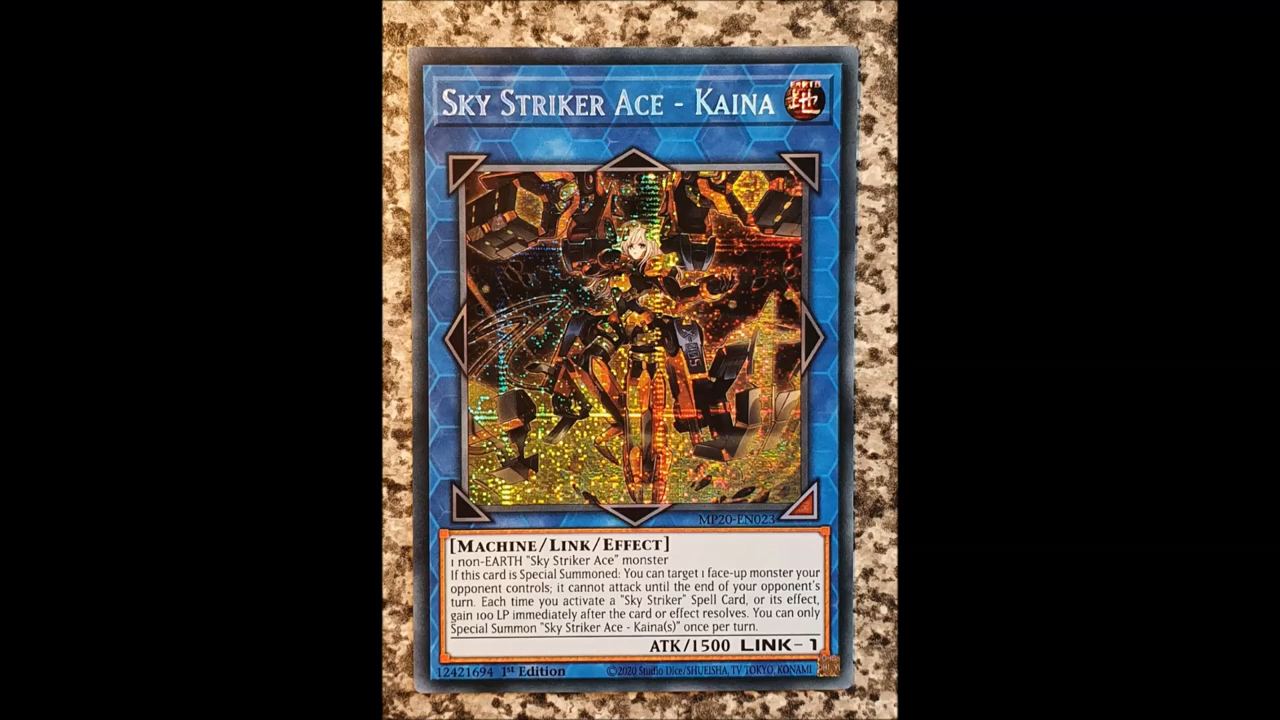 SKY STRIKER ACE - KAINA
EARTH
地
X-005
MP20-EN023
[MACHINE/LINK/EFFECT]
1 non-EARTH "Sky Striker Ace" monster
If this card is Special Summoned: You can target 1 face-up monster your
opponent controls; it cannot attack until the end of your opponent's
turn. Each time you activate a "Sky Striker" Spell Card, or its effect,
gain 100 LP immediately after the card or effect resolves. You can only
Special Summon "Sky Striker Ace - Kaina(s)" once per turn.
ATK/1500 LINK-1
12421694 1st Edition ©2020 Studio Dice/SHUEISHA, TV TOKYO, KONAMI